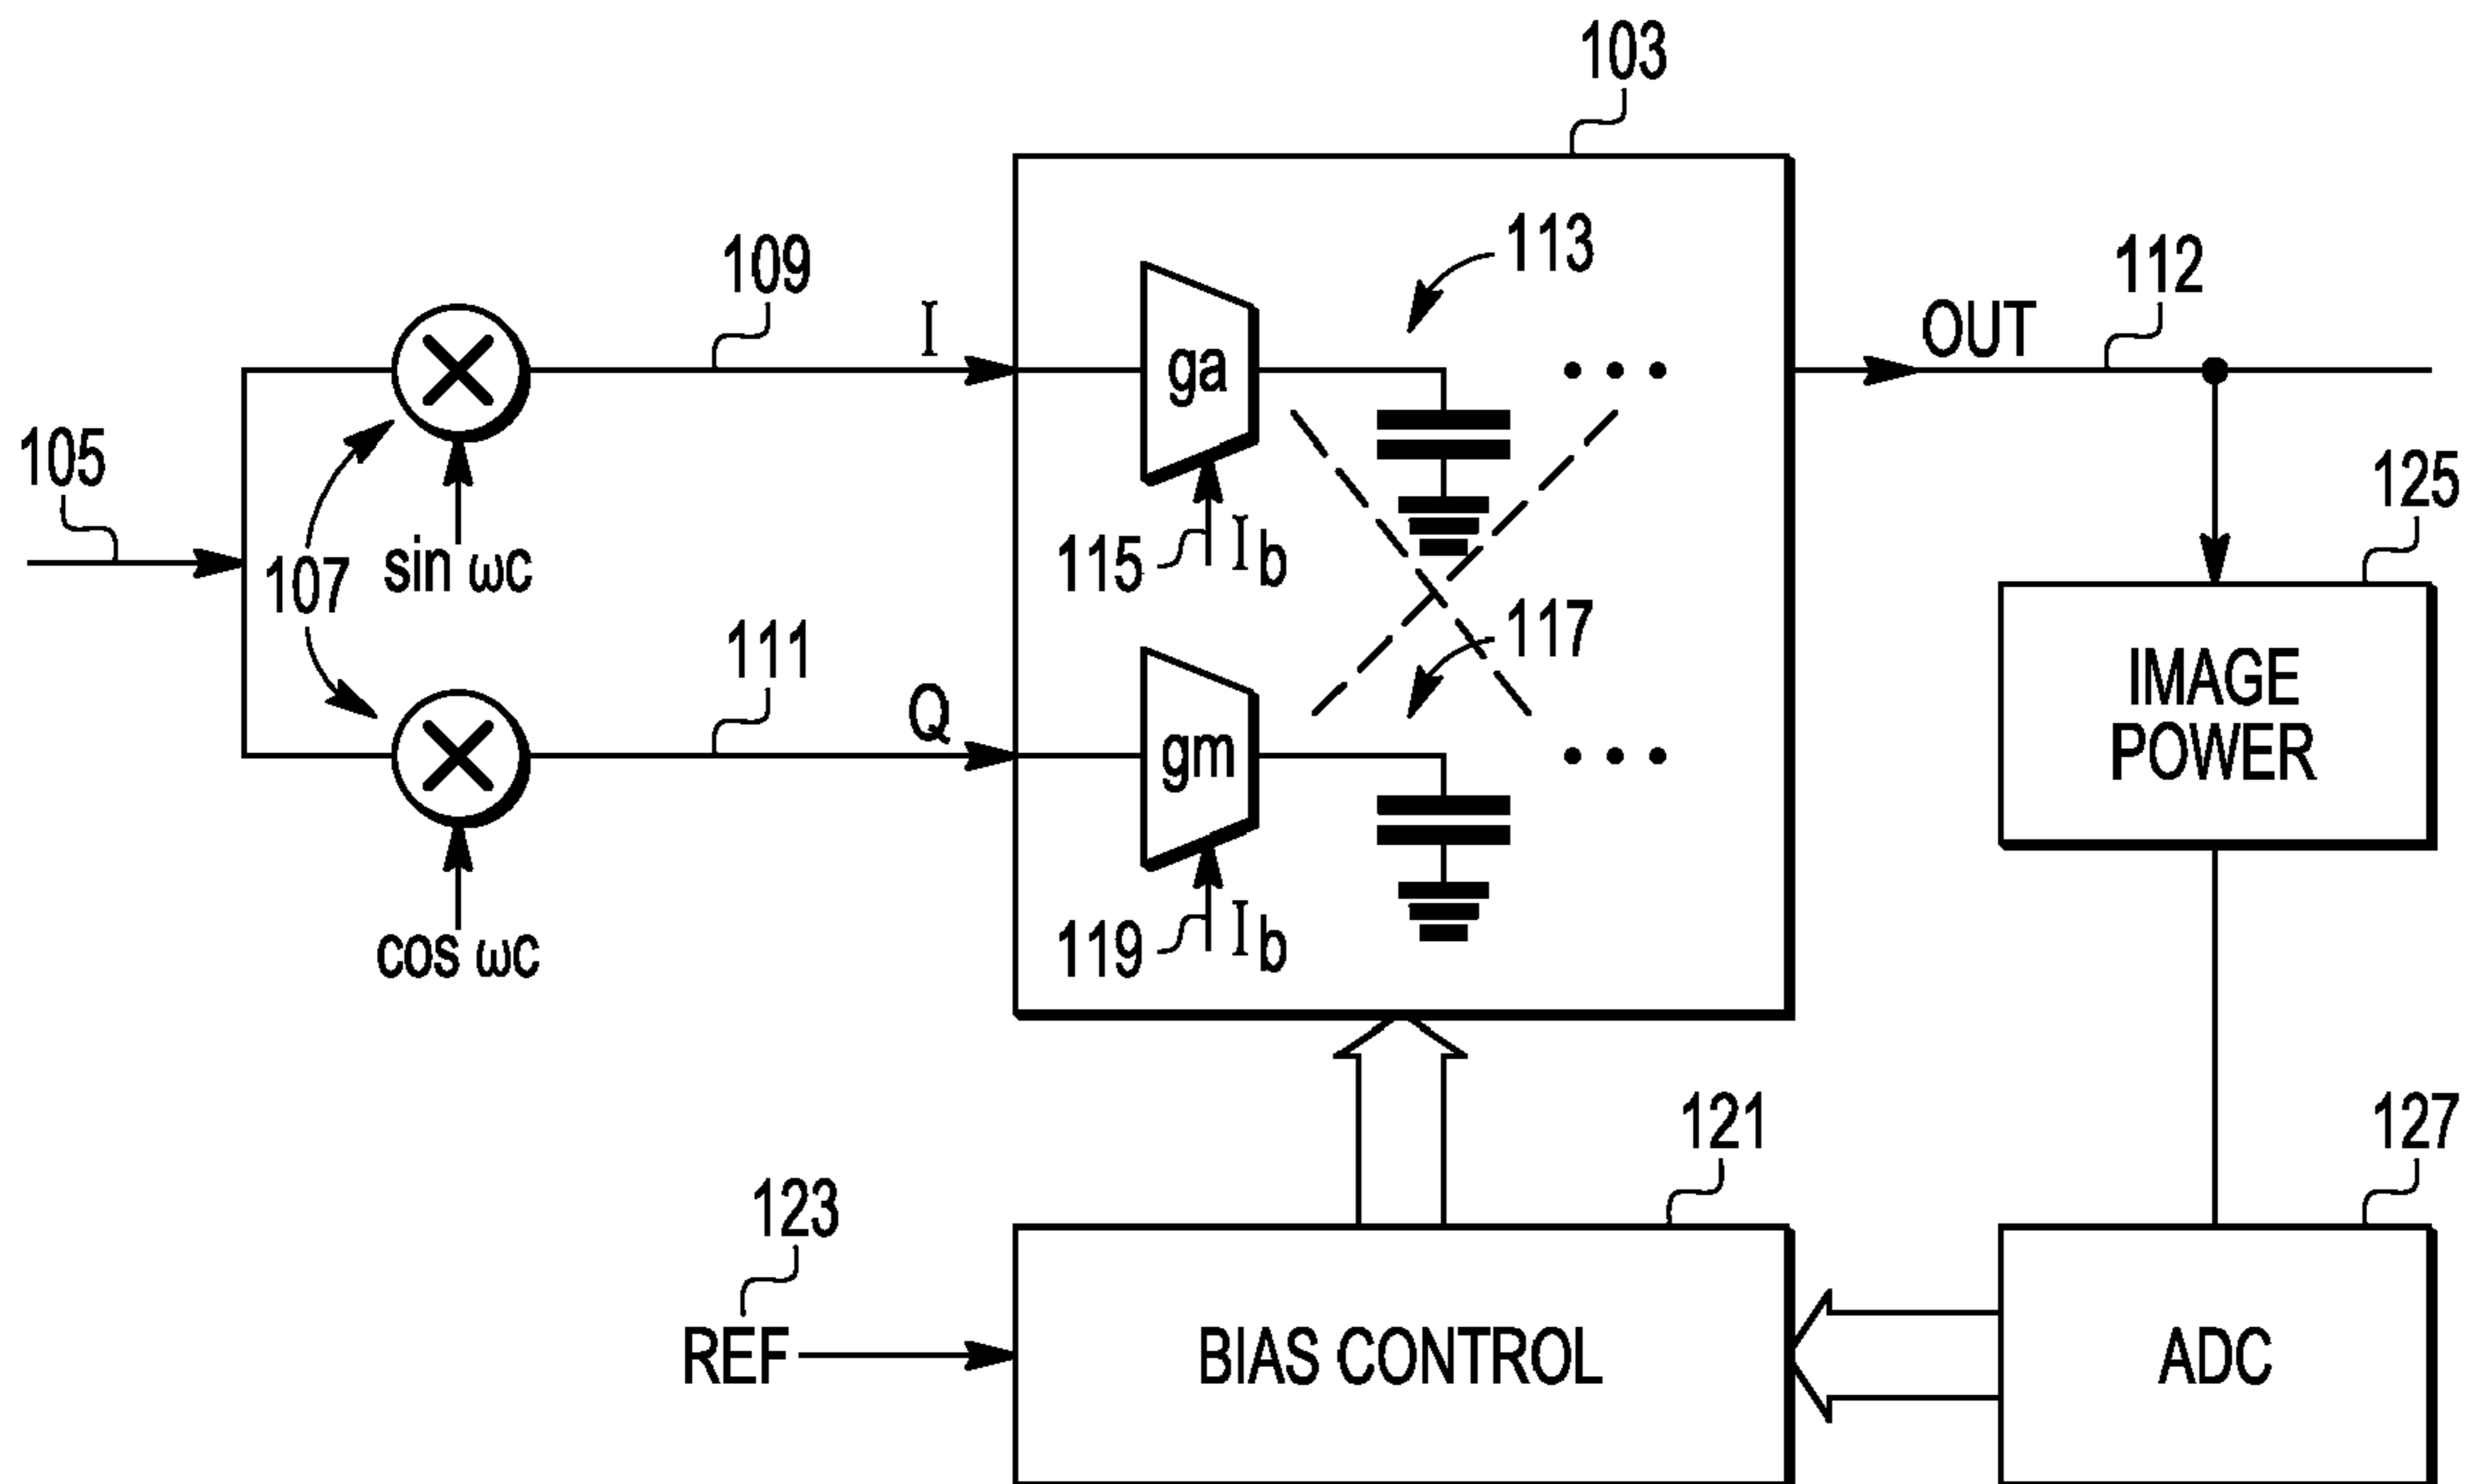 103
113
109
I
112
OUT
ga
105
125
115
Ib
sin ωc
107
117
111
Q
IMAGE
POWER
gm
119
Ib
cos ωc
121
127
123
REF
BIAS CONTROL
ADC